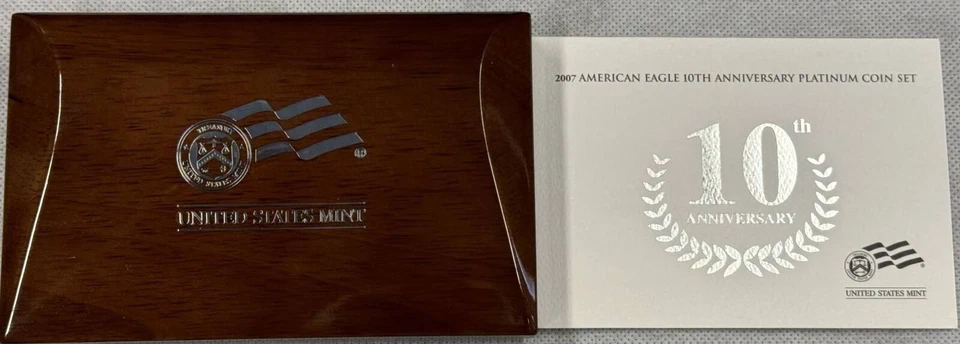 UNITED STATES MINT
2007 AMERICAN EAGLE 10TH ANNIVERSARY PLATINUM COIN SET
10th
ANNIVERSARY
UNITED STATES MINT